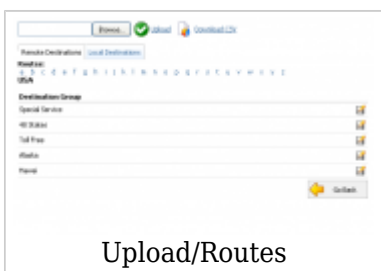 Browse... Upload Download CSV
Remote Destinations Local Destinations
Routes:
a b c d e f g h i j k l m n o p q r s t u v w x y z
USA
Destination Group
Special Service
48 States
Toll Free
Alaska
Hawaii
Go Back
Upload/Routes